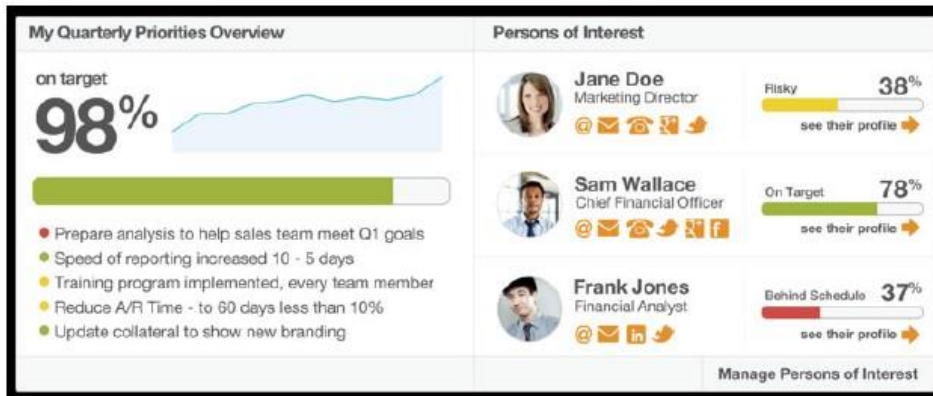 My Quarterly Priorities Overview
on target
98%
Prepare analysis to help sales team meet Q1 goals
Speed of reporting increased 10 - 5 days
Training program implemented, every team member
Reduce A/R Time - to 60 days less than 10%
Update collateral to show new branding
Persons of Interest
Jane Doe
Marketing Director
Risky 38%
see their profile
Sam Wallace
Chief Financial Officer
On Target 78%
see their profile
Frank Jones
Financial Analyst
Behind Schedule 37%
see their profile
Manage Persons of Interest